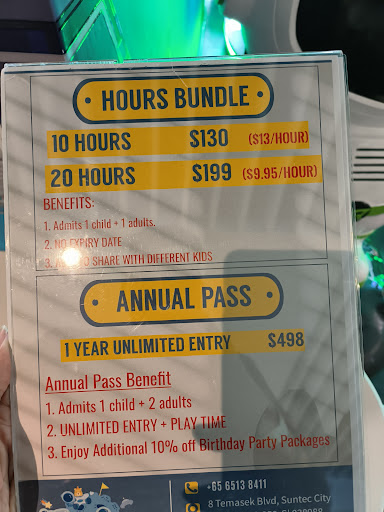 HOURS BUNDLE
10 HOURS $130 ($13/HOUR)
20 HOURS $199 ($9.95/HOUR)
BENEFITS:
1. Admits 1 child + 1 adults.
2. NO EXPIRY DATE
3. TO SHARE WITH DIFFERENT KIDS
ANNUAL PASS
1 YEAR UNLIMITED ENTRY $498
Annual Pass Benefit
1. Admits 1 child + 2 adults
2. UNLIMITED ENTRY + PLAY TIME
3. Enjoy Additional 10% off Birthday Party Packages
+65 6513 8411
8 Temasek Blvd, Suntec City